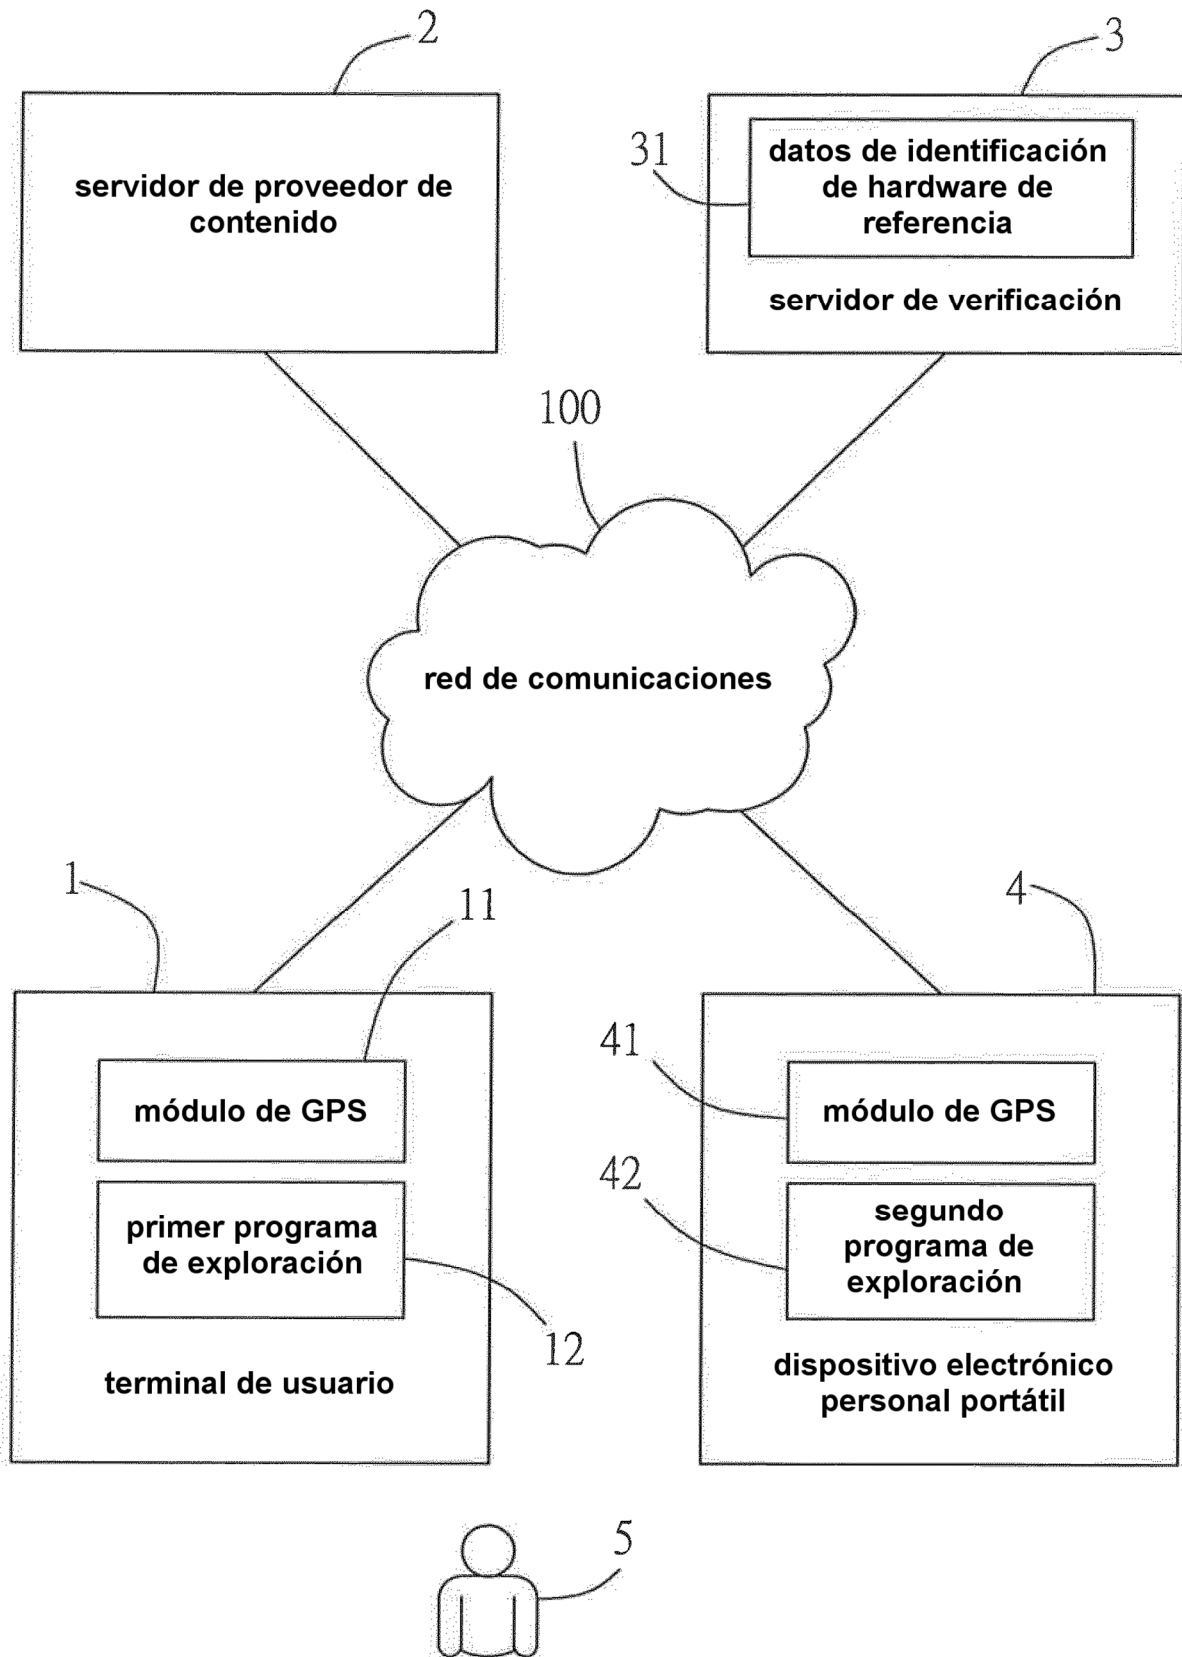 2
3
servidor de proveedor de
contenido
31
datos de identificación
de hardware de
referencia
servidor de verificación
100
red de comunicaciones
1
11
4
módulo de GPS
41
módulo de GPS
primer programa
de exploración
12
42
segundo
programa de
exploración
terminal de usuario
dispositivo electrónico
personal portátil
5